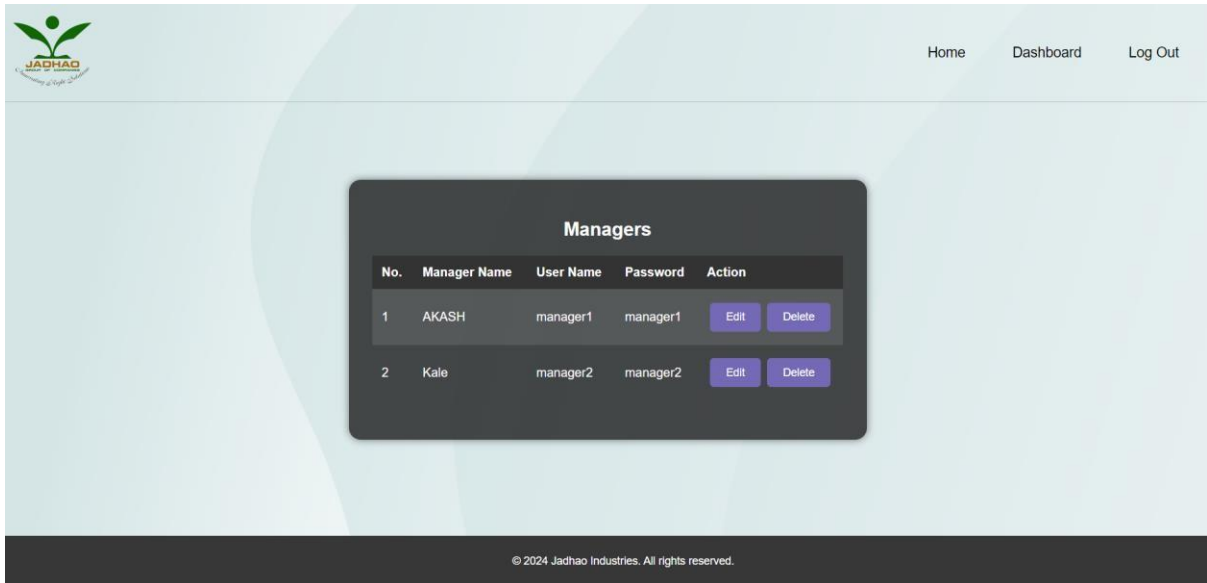 JADHAO
Home Dashboard Log Out
Managers
No. Manager Name User Name Password Action
1 AKASH manager1 manager1 Edit Delete
2 Kale manager2 manager2 Edit Delete
© 2024 Jadhao Industries. All rights reserved.